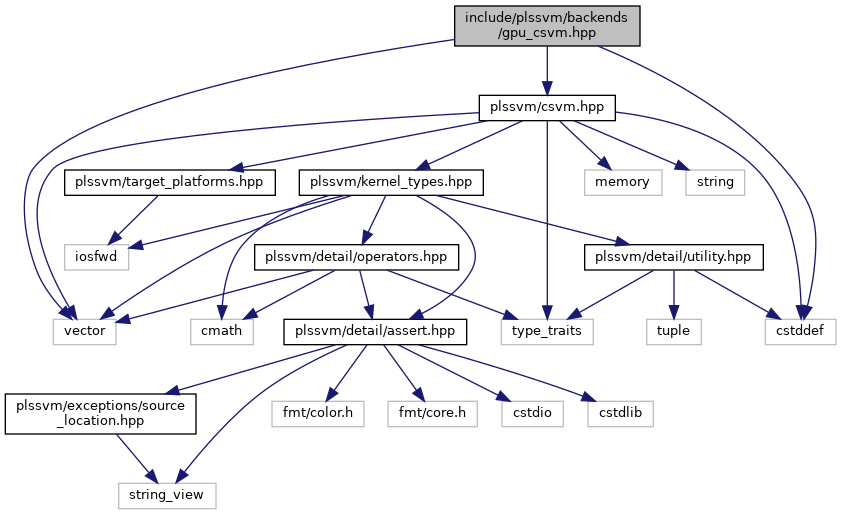 include/plssvm/backends
/gpu_csvm.hpp
plssvm/csvm.hpp
plssvm/target_platforms.hpp
plssvm/kernel_types.hpp
memory
string
iosfwd
plssvm/detail/operators.hpp
plssvm/detail/utility.hpp
vector
cmath
plssvm/detail/assert.hpp
type_traits
tuple
cstddef
plssvm/exceptions/source
_location.hpp
fmt/color.h
fmt/core.h
cstdio
cstdlib
string_view